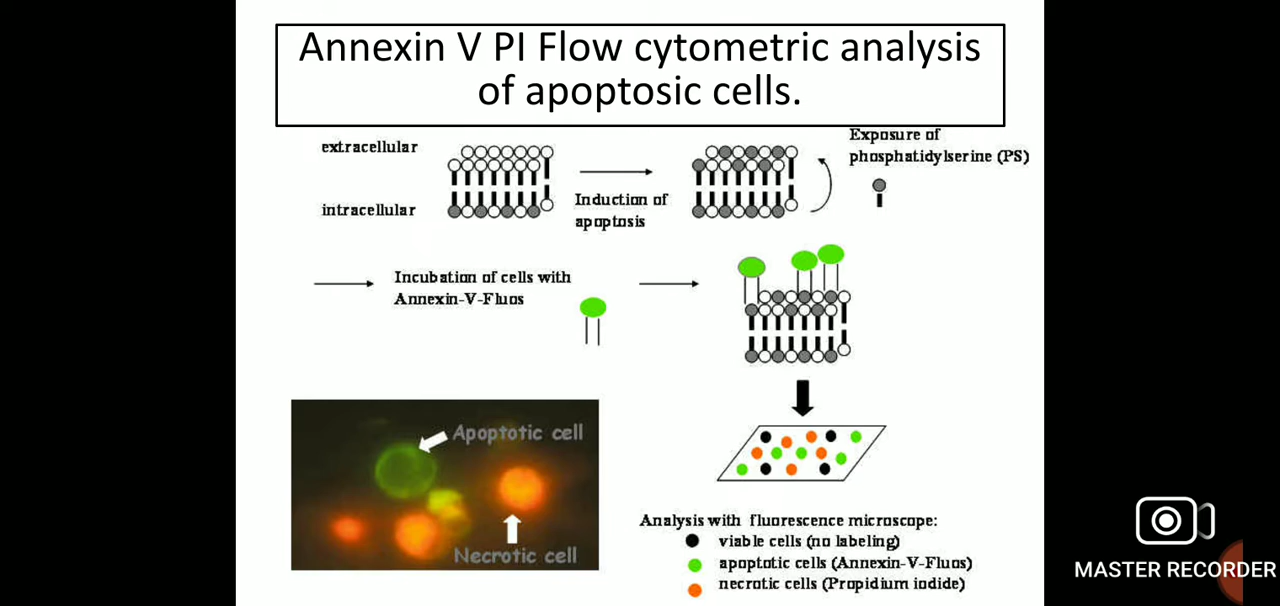 Annexin V PI Flow cytometric analysis
of apoptosic cells.
extracellular
Exposure of
phosphatidylserine (PS)
Induction of
apoptosis
intracellular
Incubation of cells with
Annexin-V-Fluos
Apoptotic cell
Necrotic cell
Analysis with fluorescence microscope:
viable cells (no labeling)
apoptotic cells (Annexin-V-Fluos)
necrotic cells (Propidium iodide)
MASTER RECORDER